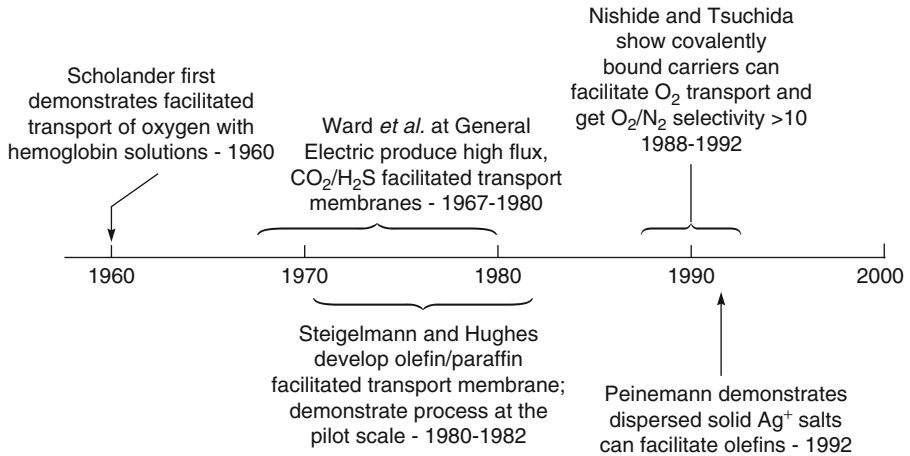 Scholander first
demonstrates facilitated
transport of oxygen with
hemoglobin solutions - 1960
Ward et al. at General
Electric produce high flux,
CO₂/H₂S facilitated transport
membranes - 1967-1980
Nishide and Tsuchida
show covalently
bound carriers can
facilitate O₂ transport and
get O₂/N₂ selectivity >10
1988-1992
1960
1970
1980
1990
2000
Steigelmann and Hughes
develop olefin/paraffin
facilitated transport membrane;
demonstrate process at the
pilot scale - 1980-1982
Peinemann demonstrates
dispersed solid Ag⁺ salts
can facilitate olefins - 1992